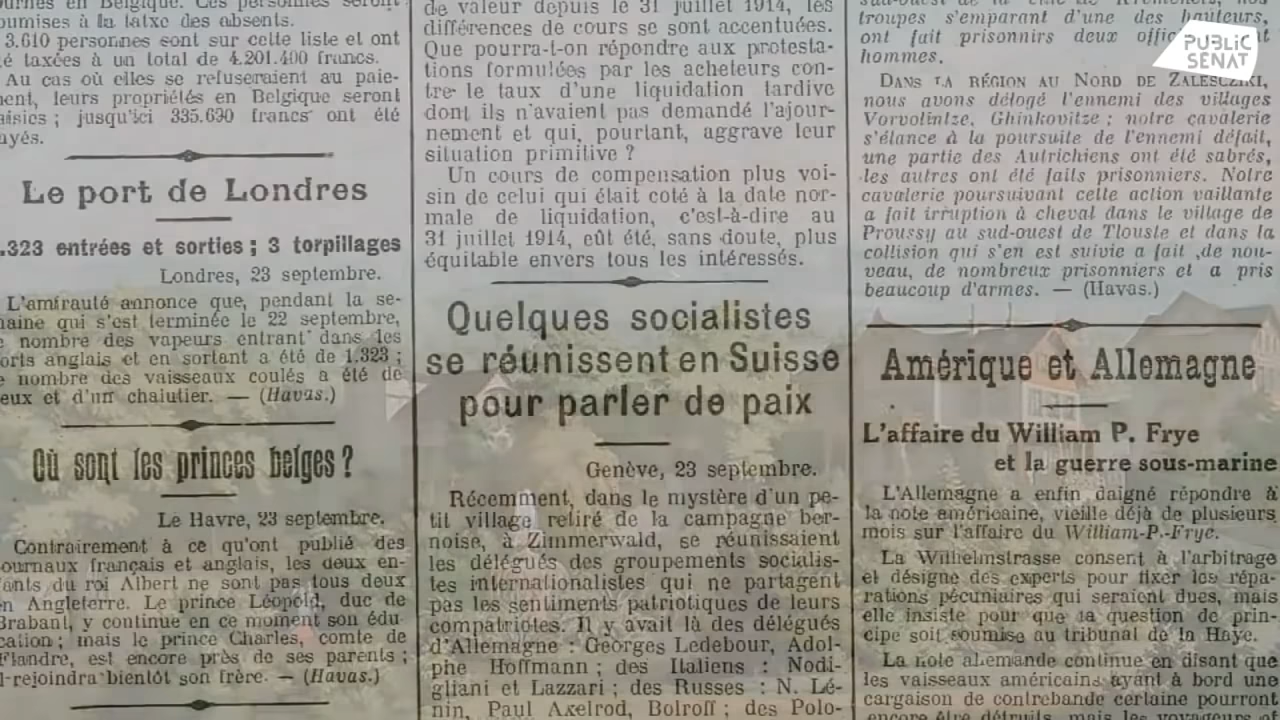 oumises à la taxe des absents.
3.610 personnes sont sur cette liste et ont
é taxées à un total de 4.201.400 francs.
Au cas où elles se refuseraient au paie-
ment, leurs propriétés en Belgique seront
aisies ; jusqu'ici 335.690 francs ont été
ayés.
Le port de Londres
.323 entrées et sorties ; 3 torpillages
Londres, 23 septembre.
L'amirauté annonce que, pendant la se-
maine qui s'est terminée le 22 septembre,
e nombre des vapeurs entrant dans les
orts anglais et en sortant a été de 1.323 ;
e nombre des vaisseaux coulés a été de
eux et d'un chalutier. — (Havas.)
Où sont les princes belges ?
Le Havre, 23 septembre.
Contrairement à ce qu'ont publié des
ournaux français et anglais, les deux en-
fants du roi Albert ne sont pas tous deux
en Angleterre. Le prince Léopold, duc de
Brabant, y continue en ce moment son édu-
cation ; mais le prince Charles, comte de
Flandre, est encore près de ses parents ;
l rejoindra bientôt son frère. — (Havas.)
de valeur depuis le 31 juillet 1914, les
différences de cours se sont accentuées.
Que pourra-t-on répondre aux protesta-
tions formulées par les acheteurs con-
tre le taux d'une liquidation tardive
dont ils n'avaient pas demandé l'ajour-
nement et qui, pourtant, aggrave leur
situation primitive ?
Un cours de compensation plus voi-
sin de celui qui était coté à la date nor-
male de liquidation, c'est-à-dire au
31 juillet 1914, eût été, sans doute, plus
équitable envers tous les intéressés.
Quelques socialistes
se réunissent en Suisse
pour parler de paix
Genève, 23 septembre.
Récemment, dans le mystère d'un pe-
tit village retiré de la campagne ber-
noise, à Zimmerwald, se réunissaient
les délégués des groupements socialis-
tes internationalistes qui ne partagent
pas les sentiments patriotiques de leurs
compatriotes. Il y avait là des délégués
d'Allemagne : Georges Ledebour, Adol-
phe Hoffmann ; des Italiens : Nodi-
gliani et Lazzari ; des Russes : N. Lé-
nin, Paul Axelrod, Bolroff ; des Polo-
troupes s'emparant d'une des hauteurs,
ont fait prisonnirs deux offic nt
hommes.
DANS LA RÉGION AU NORD DE ZALESCZIKI,
nous avons délogé l'ennemi des villages
Vorvolintze, Ghinkovitze ; notre cavalerie
s'élance à la poursuite de l'ennemi défait,
une partie des Autrichiens ont été sabrés,
les autres ont été faits prisonniers. Notre
cavalerie poursuivant cette action vaillante
a fait irruption à cheval dans le village de
Proussy au sud-ouest de Tlouste et dans la
collision qui s'en est suivie a fait de nou-
veau, de nombreux prisonniers et a pris
beaucoup d'armes. — (Havas.)
Amérique et Allemagne
L'affaire du William P. Frye
et la guerre sous-marine
L'Allemagne a enfin daigné répondre à
la note américaine, vieille déjà de plusieurs
mois sur l'affaire du William-P.-Frye.
La Wilhelmstrasse consent à l'arbitrage
et désigne des experts pour fixer les répa-
rations pécuniaires qui seraient dues, mais
elle insiste pour que la question de prin-
cipe soit soumise au tribunal de la Haye.
La note allemande continue en disant que
les vaisseaux américains ayant à bord une
cargaison de contrebande certaine pourront
PUBLIC
SENAT